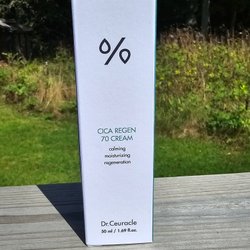 CICA REGEN
70 CREAM
calming
moisturizing
regeneration
Dr.Ceuracle
50 ml / 1.69 fl.oz.